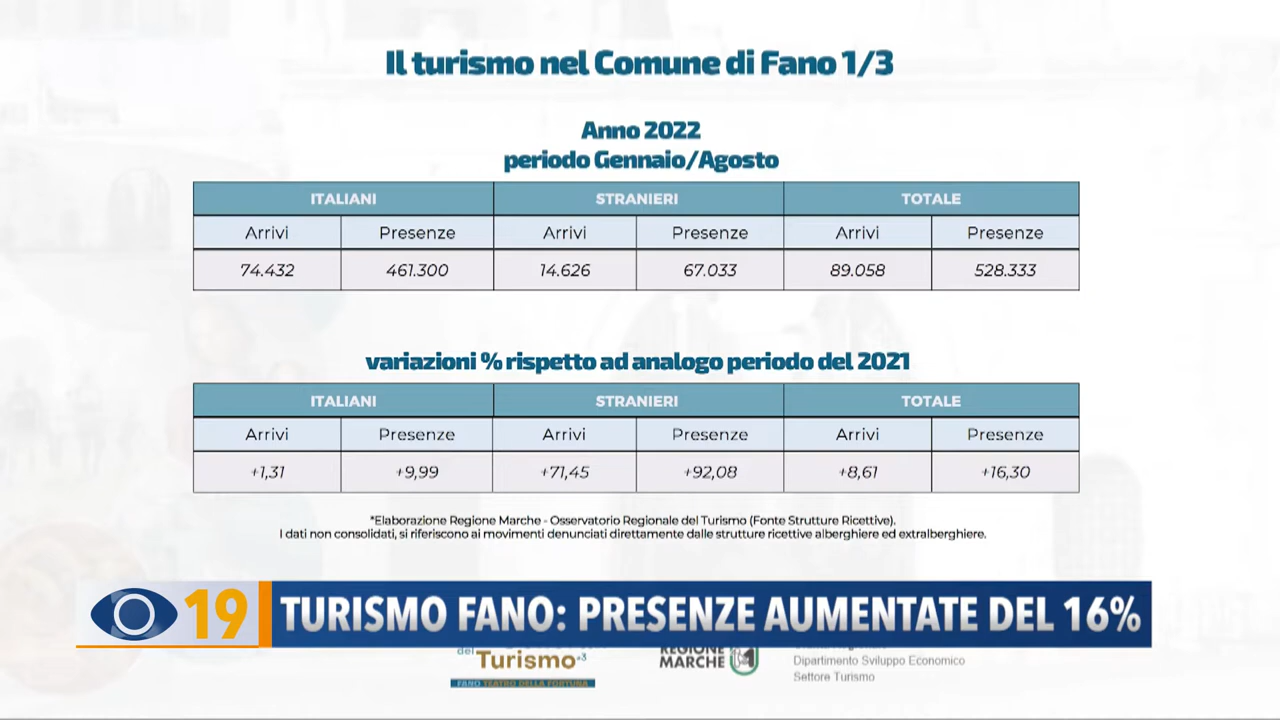 Il turismo nel Comune di Fano 1/3
Anno 2022
periodo Gennaio/Agosto
ITALIANI STRANIERI TOTALE
Arrivi Presenze Arrivi Presenze Arrivi Presenze
74.432 461.300 14.626 67.033 89.058 528.333
variazioni % rispetto ad analogo periodo del 2021
ITALIANI STRANIERI TOTALE
Arrivi Presenze Arrivi Presenze Arrivi Presenze
+1,31 +9,99 +71,45 +92,08 +8,61 +16,30
*Elaborazione Regione Marche - Osservatorio Regionale del Turismo (Fonte Strutture Ricettive).
I dati non consolidati, si riferiscono ai movimenti denunciati direttamente dalle strutture ricettive alberghiere ed extralberghiere.
19 TURISMO FANO: PRESENZE AUMENTATE DEL 16%
del
Turismo+3
FANO TEATRO DELLA FORTUNA
REGIONE
MARCHE
Dipartimento Sviluppo Economico
Settore Turismo